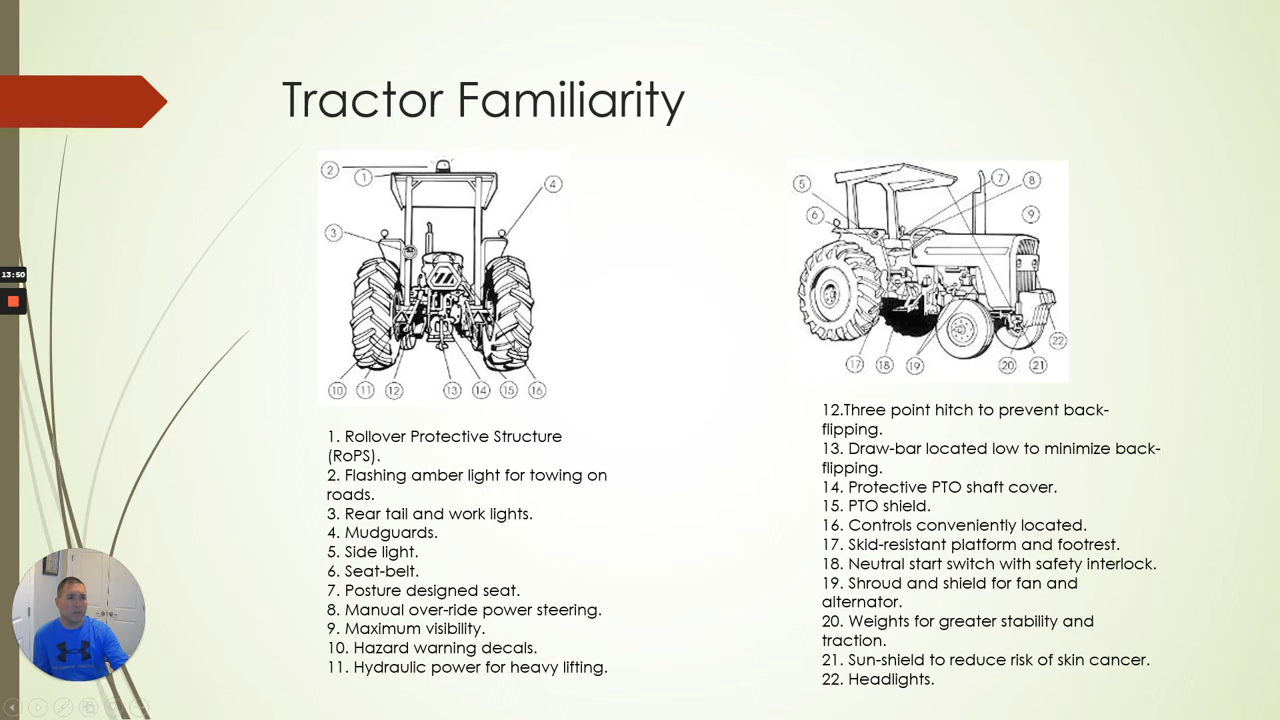 Tractor Familiarity
2
1
4
3
10
11
12
13
14
15
16
5
6
7
8
9
17
18
19
20
21
22
13:50
1. Rollover Protective Structure
(RoPS).
2. Flashing amber light for towing on
roads.
3. Rear tail and work lights.
4. Mudguards.
5. Side light.
6. Seat-belt.
7. Posture designed seat.
8. Manual over-ride power steering.
9. Maximum visibility.
10. Hazard warning decals.
11. Hydraulic power for heavy lifting.
12.Three point hitch to prevent back-
flipping.
13. Draw-bar located low to minimize back-
flipping.
14. Protective PTO shaft cover.
15. PTO shield.
16. Controls conveniently located.
17. Skid-resistant platform and footrest.
18. Neutral start switch with safety interlock.
19. Shroud and shield for fan and
alternator.
20. Weights for greater stability and
traction.
21. Sun-shield to reduce risk of skin cancer.
22. Headlights.